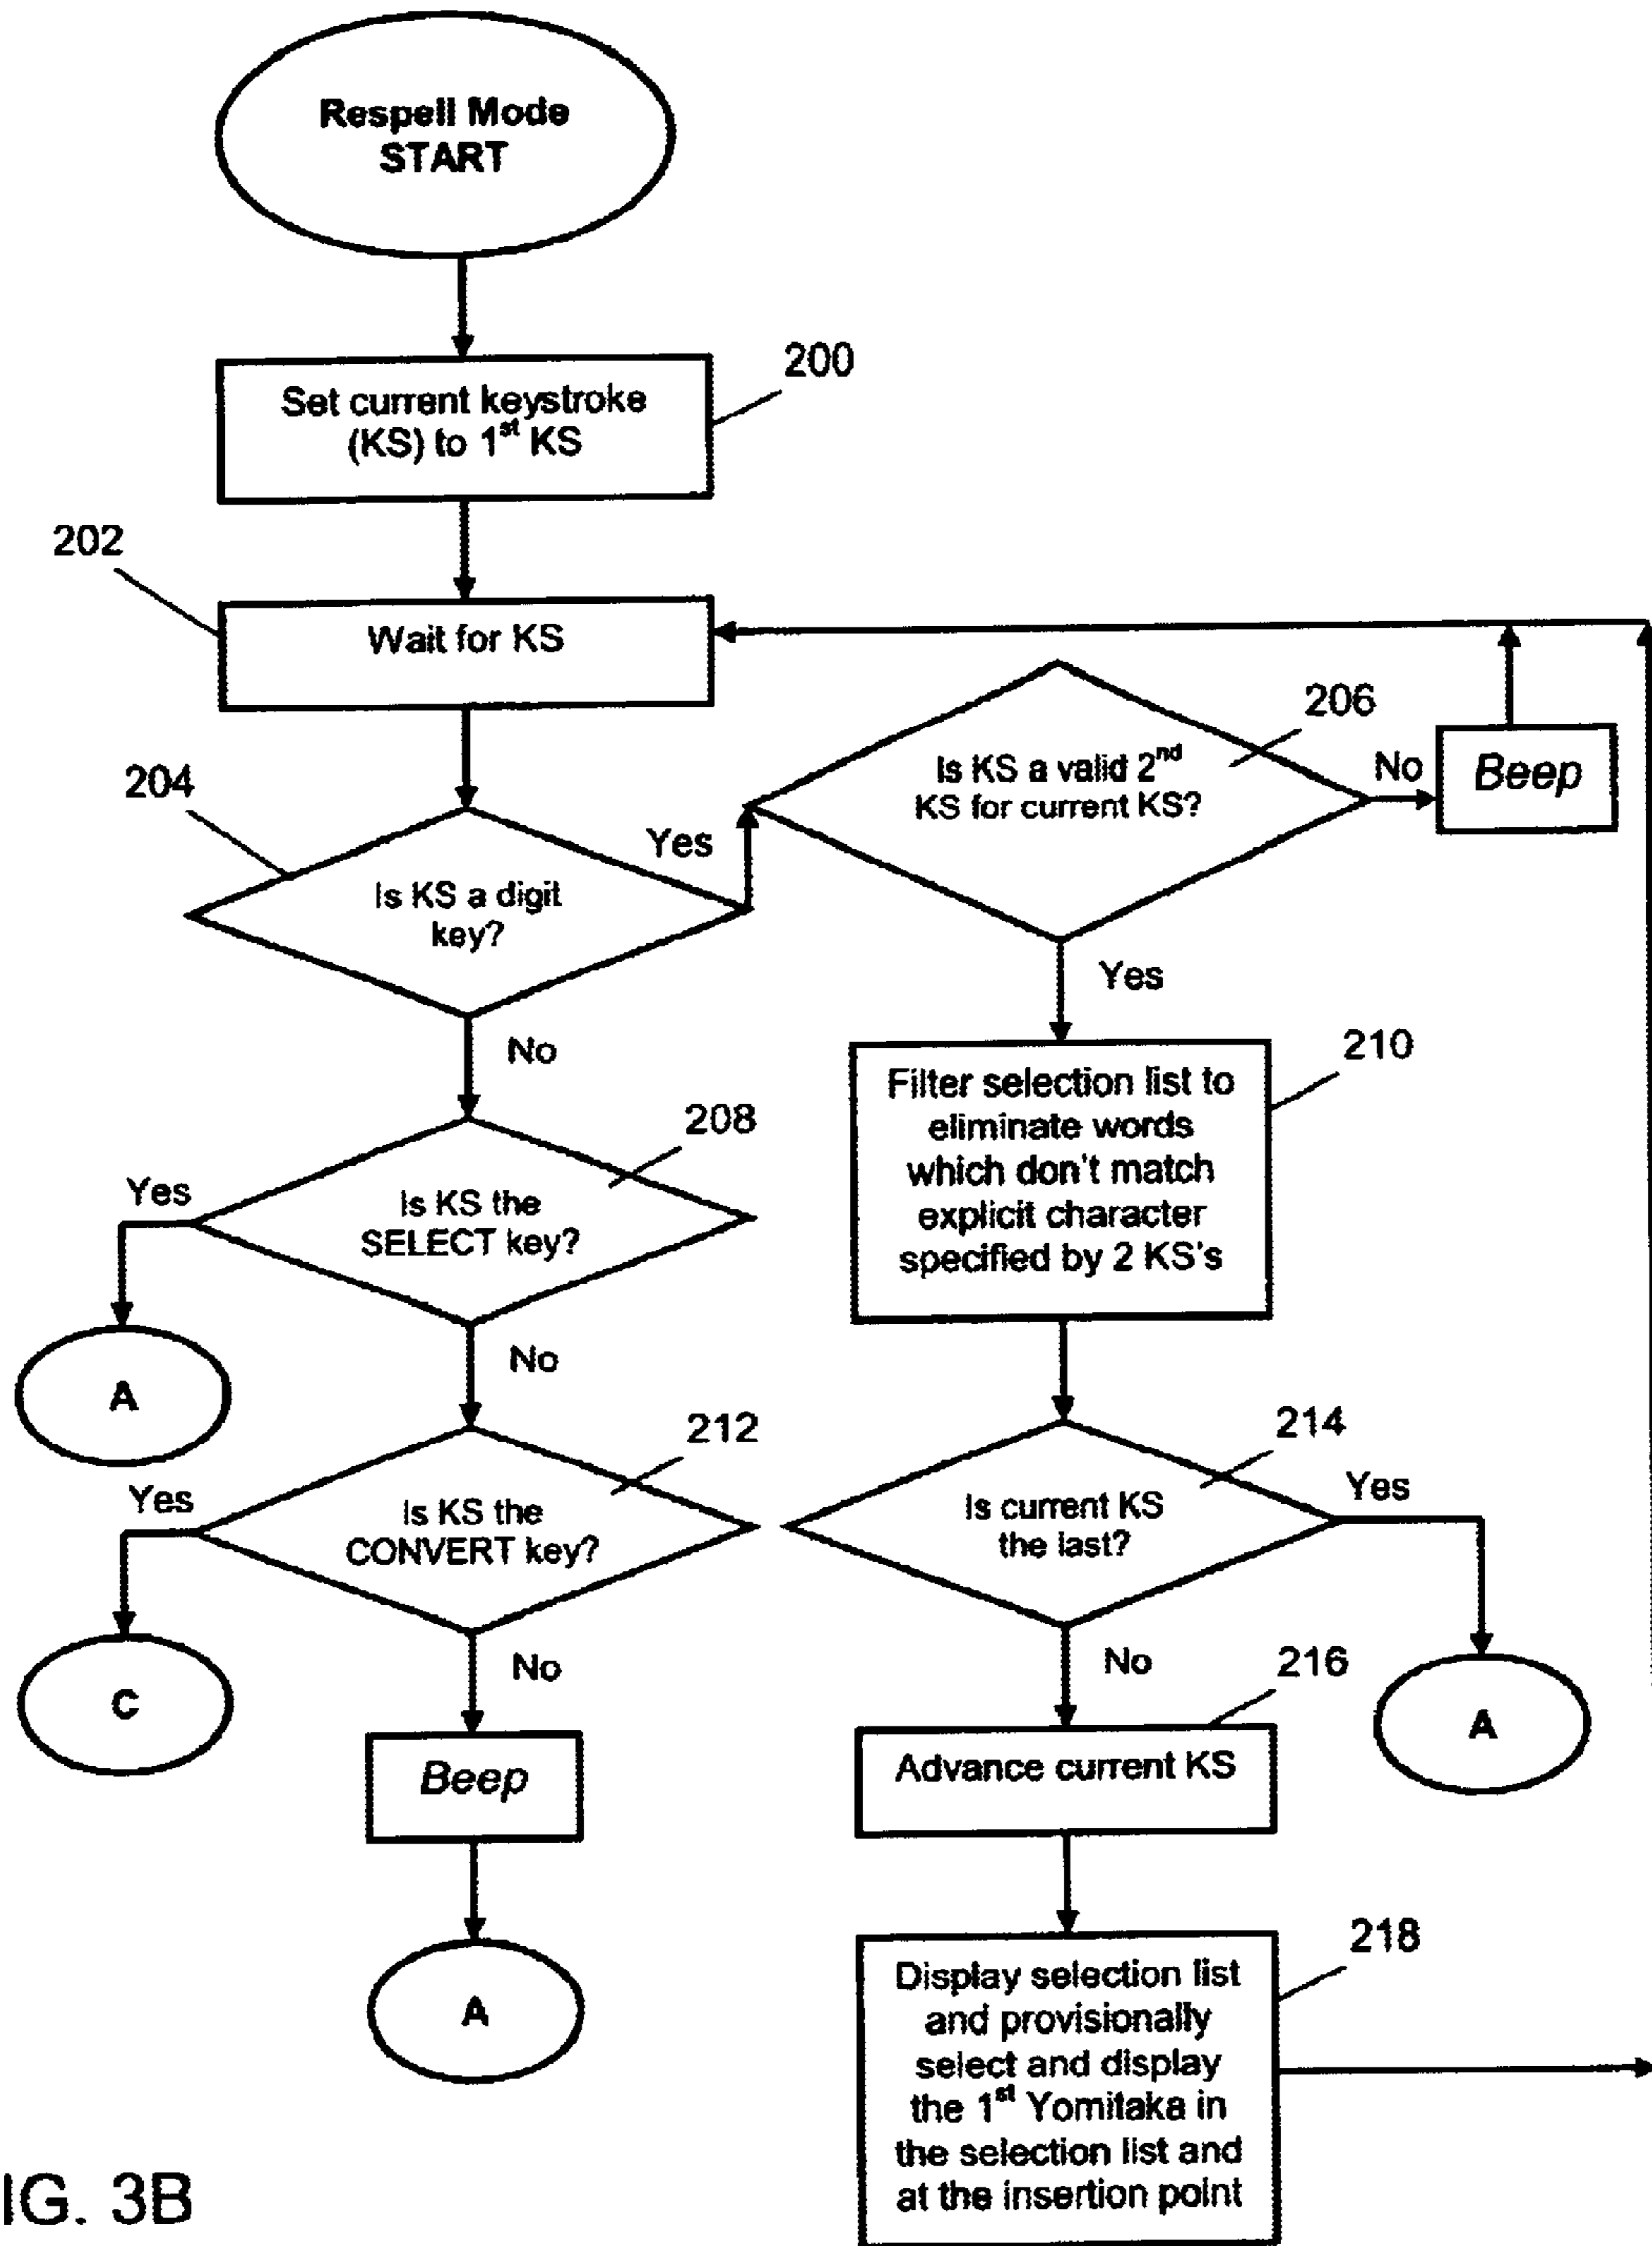 Respell Mode
START
200
Set current keystroke
(KS) to 1st KS
202
Wait for KS
206
Is KS a valid 2nd
KS for current KS?
No
Beep
204
Yes
Is KS a digit
key?
Yes
No
210
Filter selection list to
eliminate words
which don't match
explicit character
specified by 2 KS's
208
Yes
Is KS the
SELECT key?
A
No
212
214
Yes
Is KS the
CONVERT key?
Is current KS
the last?
Yes
C
No
No
216
A
Beep
Advance current KS
A
218
Display selection list
and provisionally
select and display
the 1st Yomitaka in
the selection list and
at the insertion point
IG. 3B